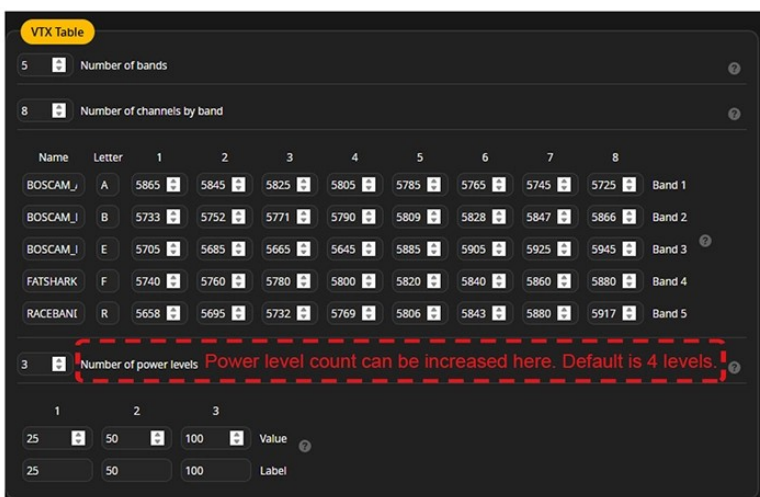 VTX Table
5 Number of bands
8 Number of channels by band
Name Letter 1 2 3 4 5 6 7 8
BOSCAM_ A 5865 5845 5825 5805 5785 5765 5745 5725 Band 1
BOSCAM_ B 5733 5752 5771 5790 5809 5828 5847 5866 Band 2
BOSCAM_ E 5705 5685 5665 5645 5885 5905 5925 5945 Band 3
FATSHARK F 5740 5760 5780 5800 5820 5840 5860 5880 Band 4
RACEBAN R 5658 5695 5732 5769 5806 5843 5880 5917 Band 5
3 Number of power levels Power level count can be increased here. Default is 4 levels.
1 2 3
25 50 100 Value
25 50 100 Label